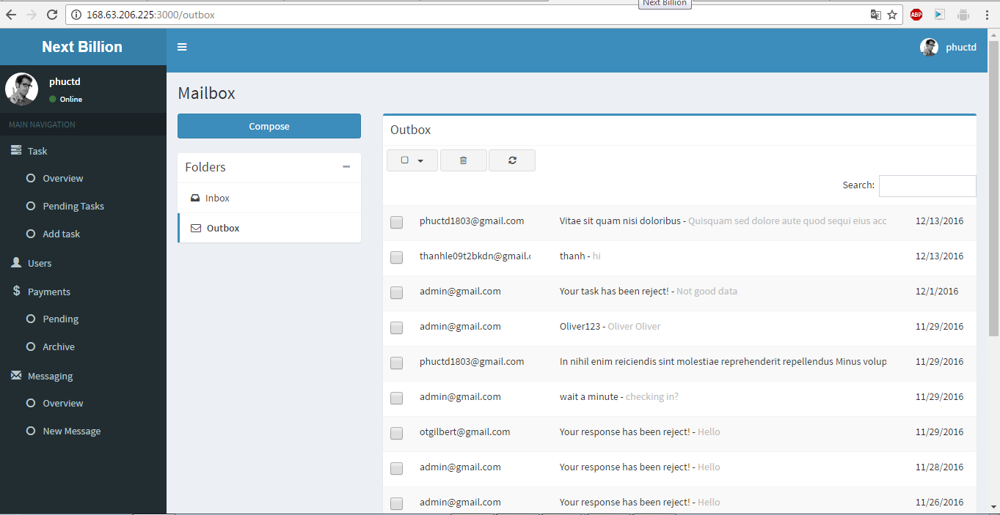 Next Billion
168.63.206.225:3000/outbox
ABP
Next Billion
phuctd
phuctd
Online
MAIN NAVIGATION
Task
Overview
Pending Tasks
Add task
Users
$ Payments
Pending
Archive
Messaging
Overview
New Message
Mailbox
Compose
Folders
Inbox
Outbox
Outbox
Search:
phuctd1803@gmail.com Vitae sit quam nisi doloribus - Quisquam sed dolore aute quod sequi eius acc 12/13/2016
thanhle09t2bkdn@gmail. thanh - hi 12/13/2016
admin@gmail.com Your task has been reject! - Not good data 12/1/2016
admin@gmail.com Oliver123 - Oliver Oliver 11/29/2016
phuctd1803@gmail.com In nihil enim reiciendis sint molestiae reprehenderit repellendus Minus volup 11/29/2016
admin@gmail.com wait a minute - checking in? 11/29/2016
otgilbert@gmail.com Your response has been reject! - Hello 11/29/2016
admin@gmail.com Your response has been reject! - Hello 11/28/2016
admin@gmail.com Your response has been reject! - Hello 11/26/2016